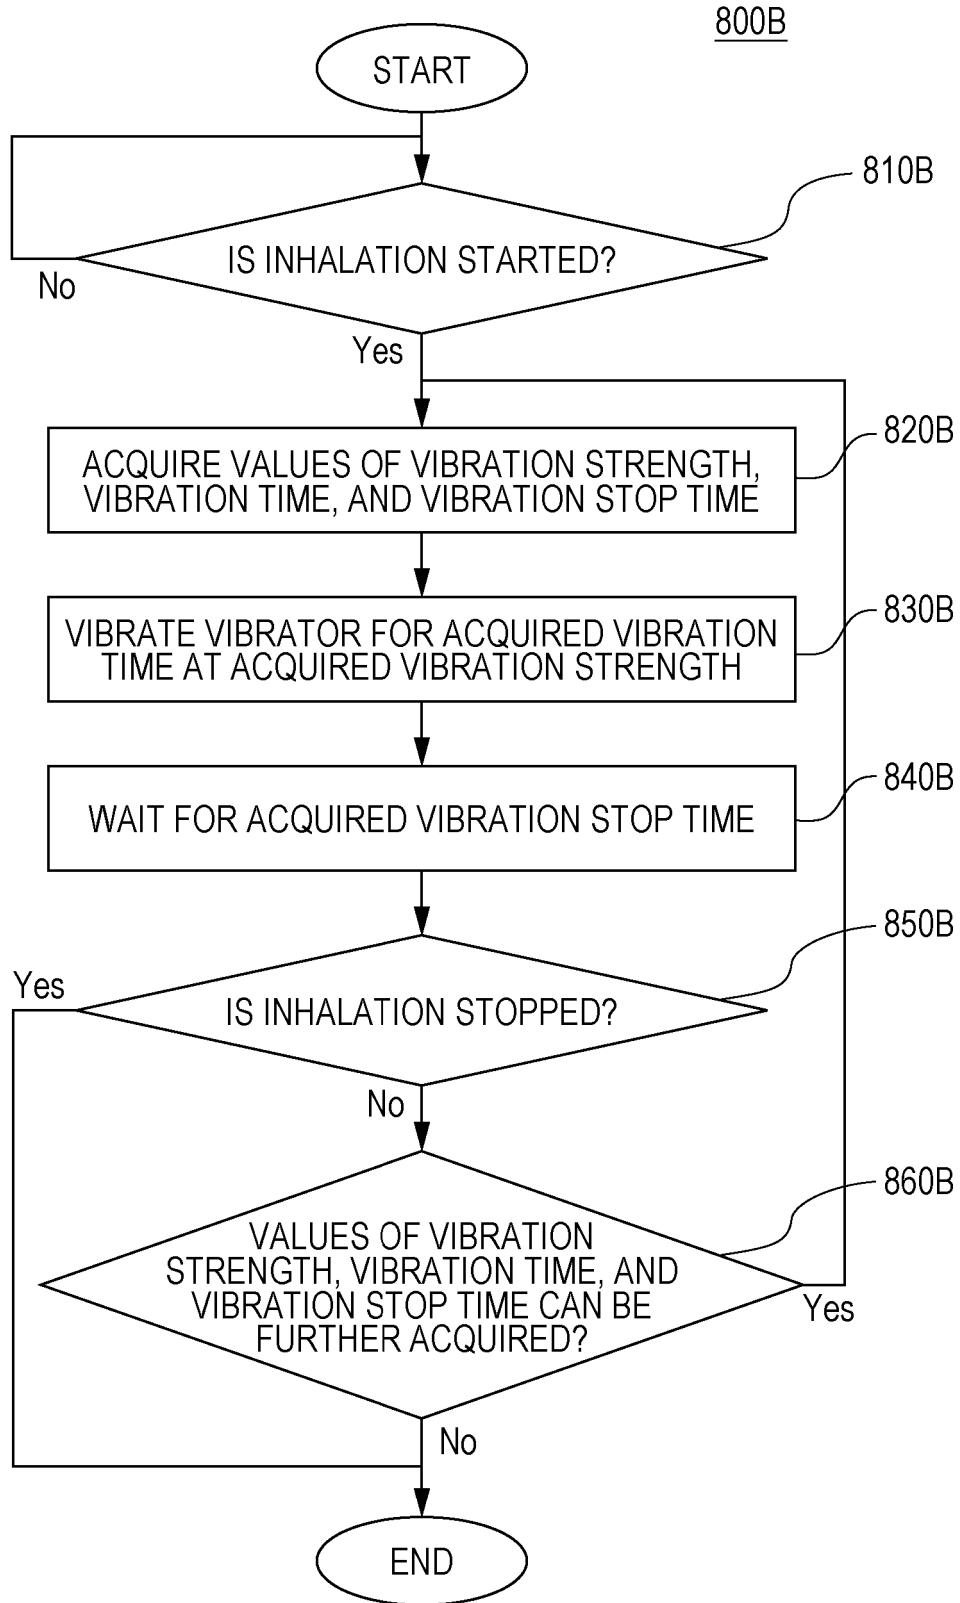 800B
START
810B
IS INHALATION STARTED?
No
Yes
820B
ACQUIRE VALUES OF VIBRATION STRENGTH,
VIBRATION TIME, AND VIBRATION STOP TIME
830B
VIBRATE VIBRATOR FOR ACQUIRED VIBRATION
TIME AT ACQUIRED VIBRATION STRENGTH
840B
WAIT FOR ACQUIRED VIBRATION STOP TIME
850B
Yes
IS INHALATION STOPPED?
No
860B
VALUES OF VIBRATION
STRENGTH, VIBRATION TIME, AND
VIBRATION STOP TIME CAN BE
FURTHER ACQUIRED?
Yes
No
END